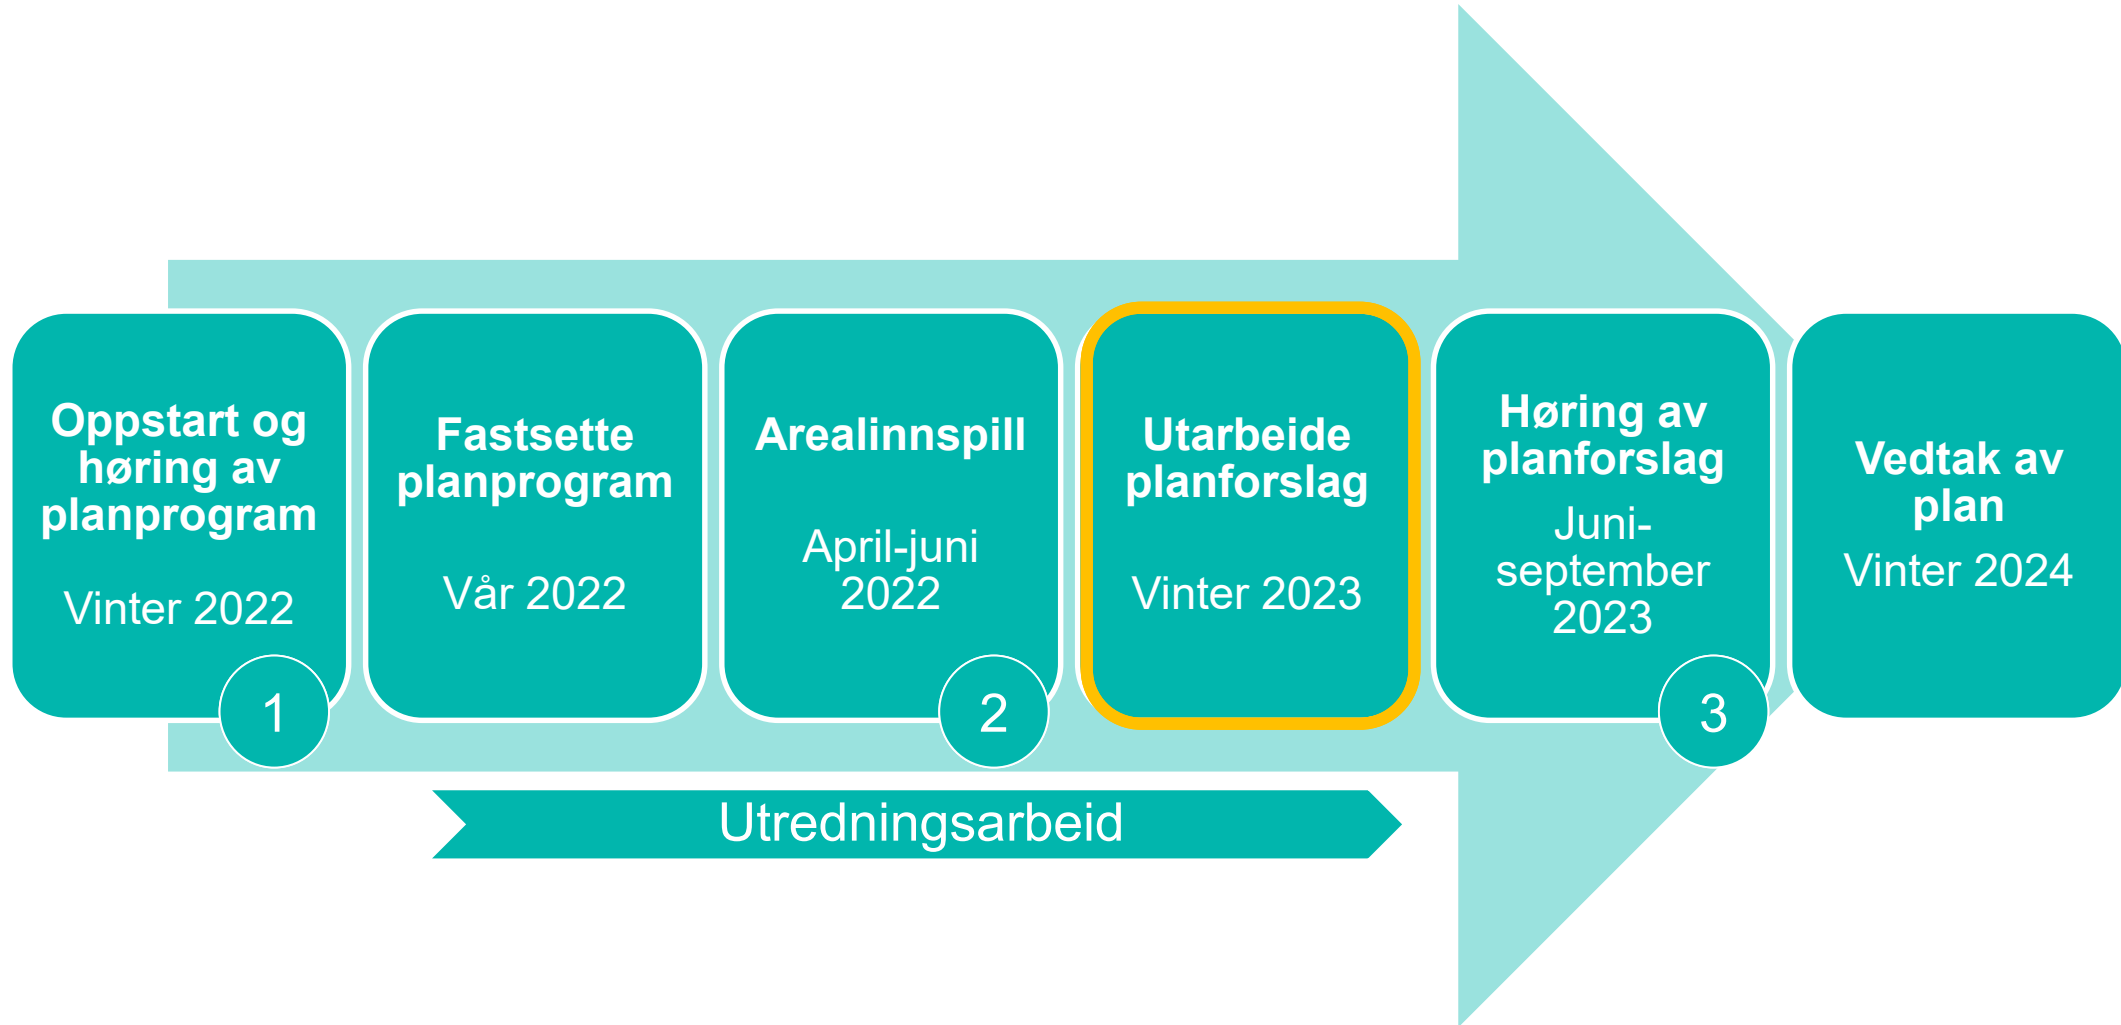 Oppstart og
høring av
planprogram
Vinter 2022
1
Fastsette
planprogram
Vår 2022
Arealinnspill
April-juni
2022
2
Utarbeide
planforslag
Vinter 2023
Høring av
planforslag
Juni-
september
2023
3
Vedtak av
plan
Vinter 2024
Utredningsarbeid